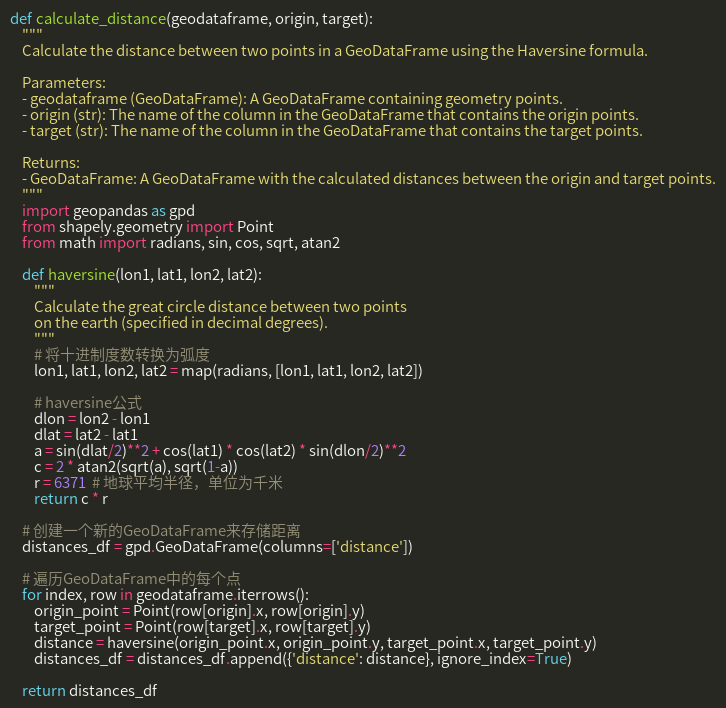 def calculate_distance(geodataframe, origin, target):
"""
Calculate the distance between two points in a GeoDataFrame using the Haversine formula.
Parameters:
- geodataframe (GeoDataFrame): A GeoDataFrame containing geometry points.
- origin (str): The name of the column in the GeoDataFrame that contains the origin points.
- target (str): The name of the column in the GeoDataFrame that contains the target points.
Returns:
- GeoDataFrame: A GeoDataFrame with the calculated distances between the origin and target points.
"""
import geopandas as gpd
from shapely.geometry import Point
from math import radians, sin, cos, sqrt, atan2
def haversine(lon1, lat1, lon2, lat2):
"""
Calculate the great circle distance between two points
on the earth (specified in decimal degrees).
"""
# 将十进制度数转换为弧度
lon1, lat1, lon2, lat2 = map(radians, [lon1, lat1, lon2, lat2])
# haversine公式
dlon = lon2 - lon1
dlat = lat2 - lat1
a = sin(dlat/2)**2 + cos(lat1) * cos(lat2) * sin(dlon/2)**2
c = 2 * atan2(sqrt(a), sqrt(1-a))
r = 6371 # 地球平均半径，单位为千米
return c * r
# 创建一个新的GeoDataFrame来存储距离
distances_df = gpd.GeoDataFrame(columns=['distance'])
# 遍历GeoDataFrame中的每个点
for index, row in geodataframe.iterrows():
origin_point = Point(row[origin].x, row[origin].y)
target_point = Point(row[target].x, row[target].y)
distance = haversine(origin_point.x, origin_point.y, target_point.x, target_point.y)
distances_df = distances_df.append({'distance': distance}, ignore_index=True)
return distances_df